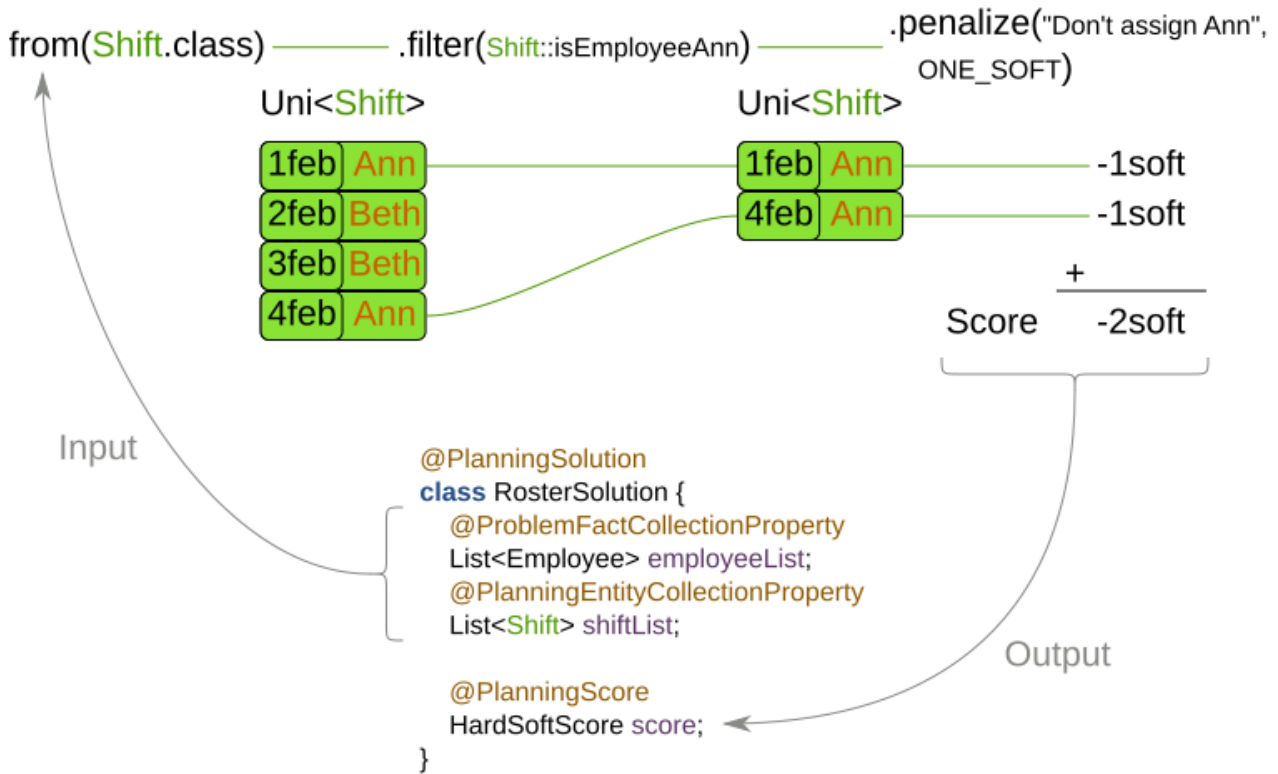 from(Shift.class) .filter(Shift::isEmployeeAnn) .penalize("Don't assign Ann",
ONE_SOFT)
Uni<Shift> Uni<Shift>
1feb Ann 1feb Ann -1soft
2feb Beth 4feb Ann -1soft
3feb Beth +
4feb Ann Score -2soft
Input
@PlanningSolution
class RosterSolution {
@ProblemFactCollectionProperty
List<Employee> employeeList;
@PlanningEntityCollectionProperty
List<Shift> shiftList;
Output
@PlanningScore
HardSoftScore score;
}